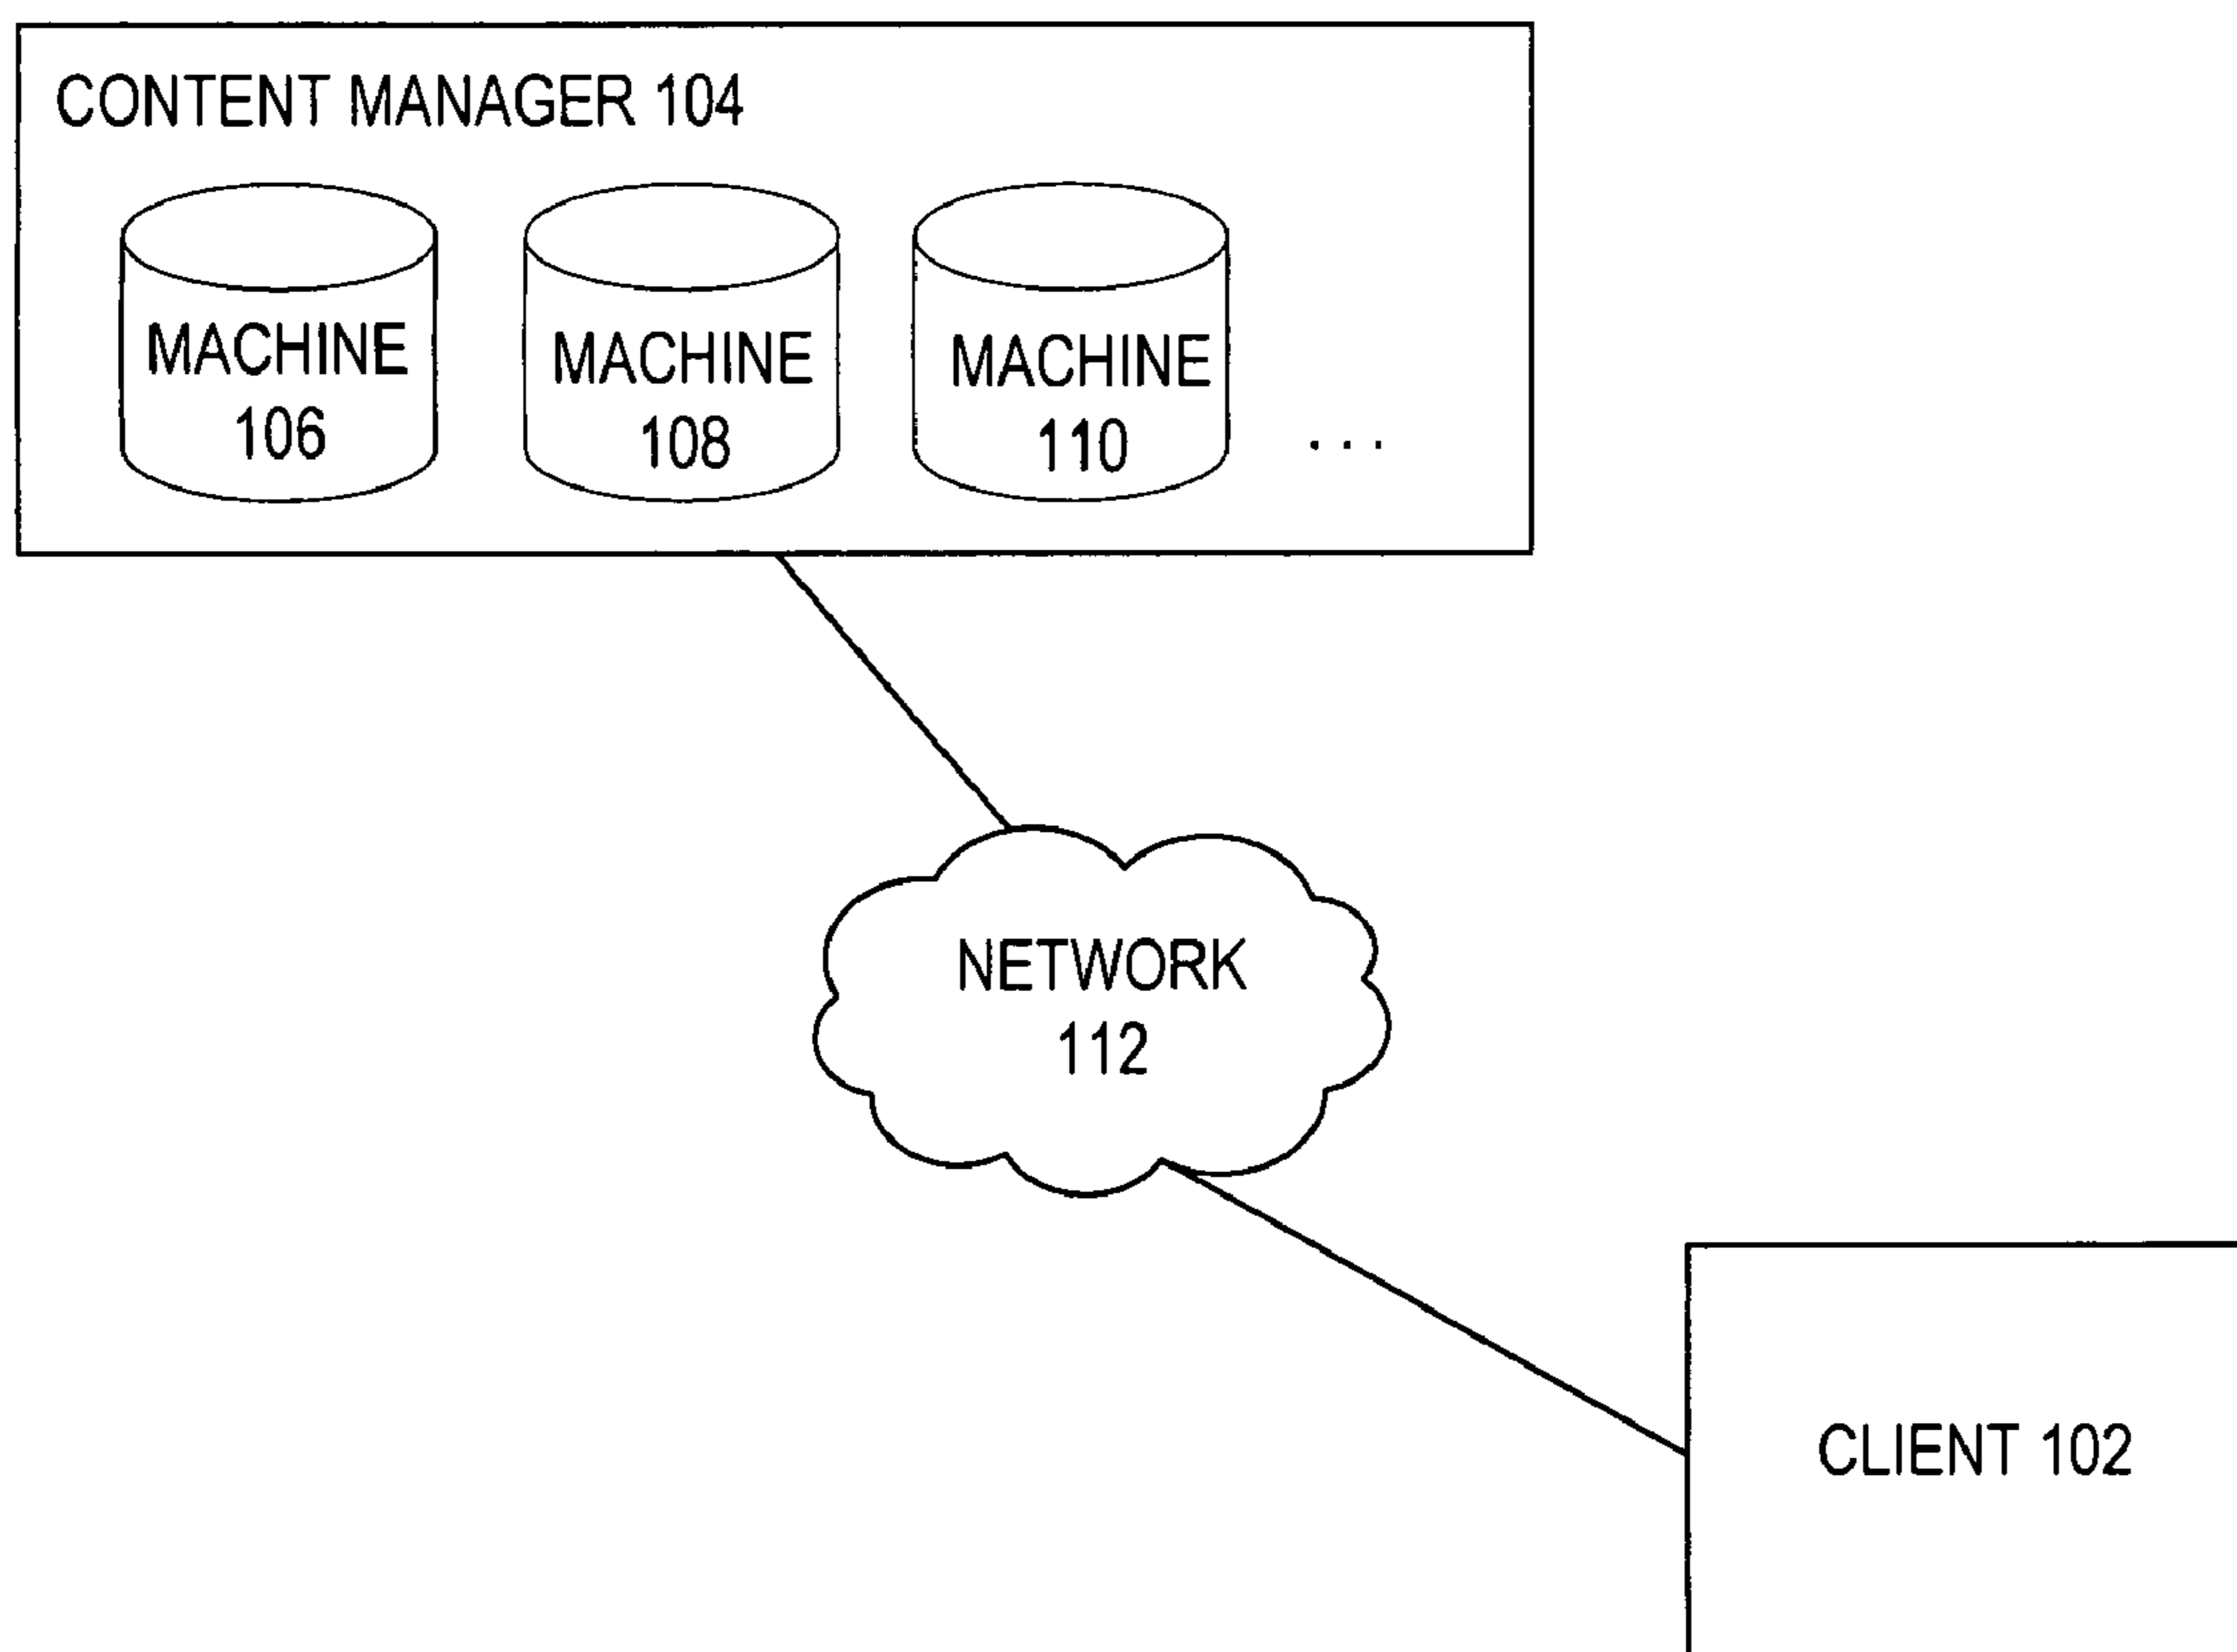 CONTENT MANAGER 104
MACHINE
106
MACHINE
108
MACHINE
110
...
NETWORK
112
CLIENT 102